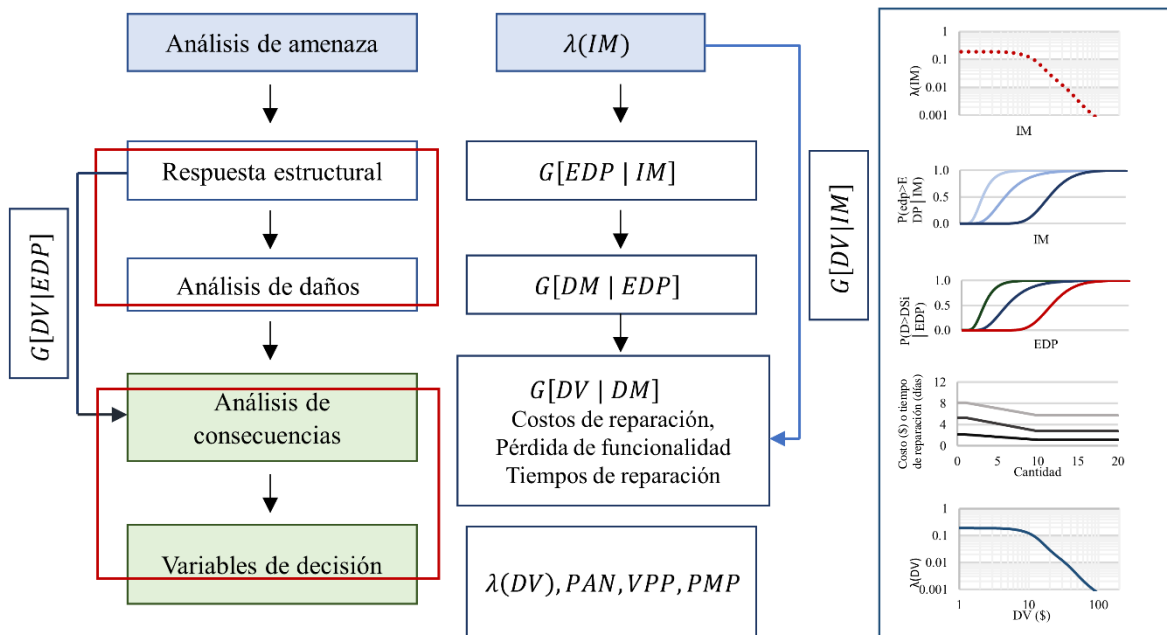 Análisis de amenaza
Respuesta estructural
Análisis de daños
Análisis de
consecuencias
Variables de decisión
G[DV|EDP]
λ(IM)
G[EDP | IM]
G[DM | EDP]
G[DV | DM]
Costos de reparación,
Pérdida de funcionalidad
Tiempos de reparación
λ(DV), PAN, VPP, PMP
G[DV|IM]
λ(IM)
1
0.1
0.01
0.001
IM
P(edp>E
DP | IM)
1.0
0.5
0.0
IM
P(D>DSi
| EDP)
1.0
0.5
0.0
EDP
Costo ($) o tiempo
de reparación (días)
12
8
4
0
0 5 10 15 20
Cantidad
λ(DV)
1
0.1
0.01
0.001
1 10 100
DV ($)